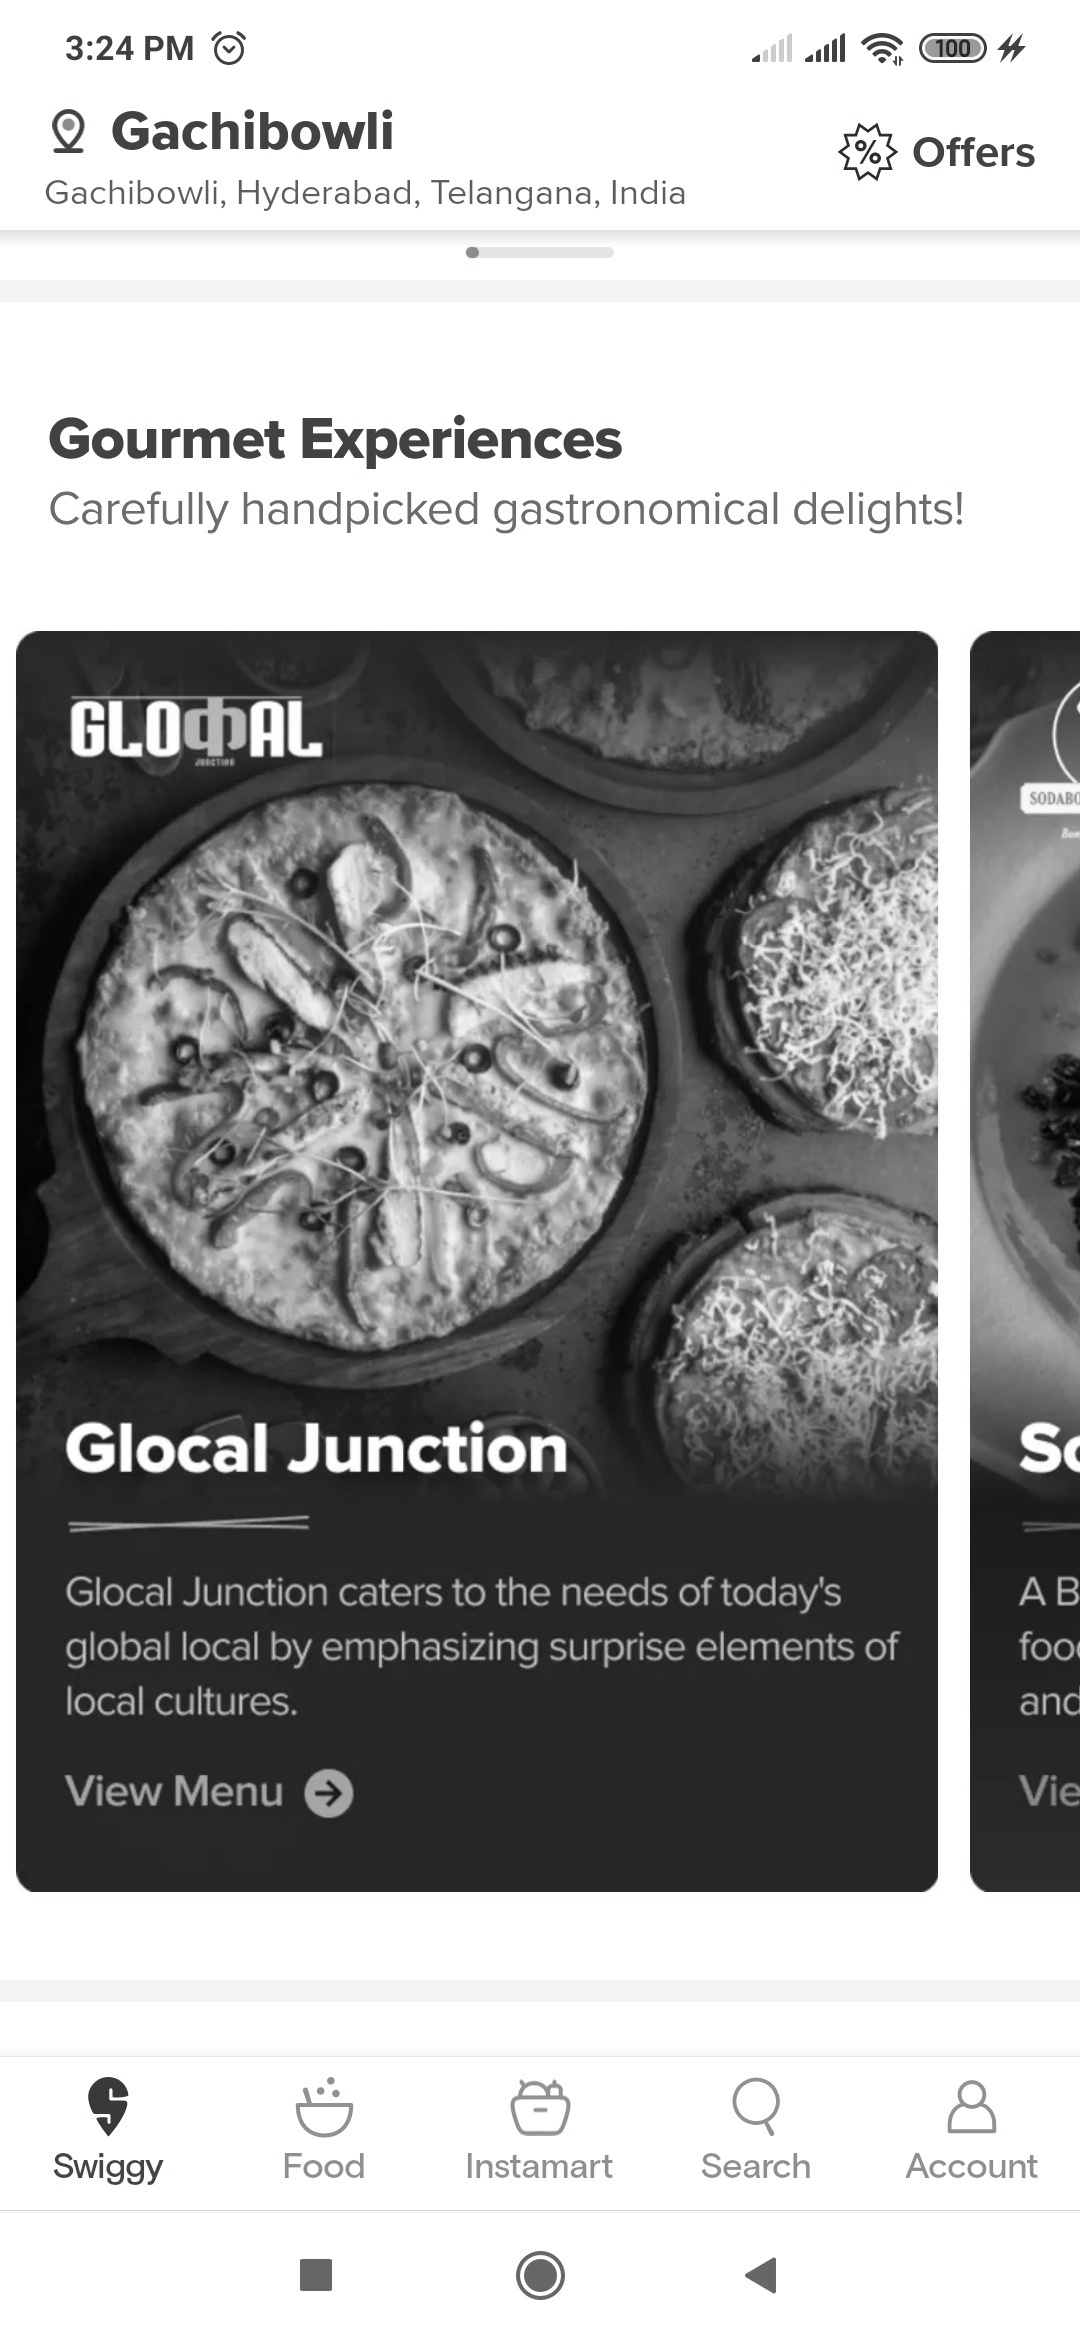 3:24 PM
100
Gachibowli
Offers
Gachibowli, Hyderabad, Telangana, India
Gourmet Experiences
Carefully handpicked gastronomical delights!
GLOCAL
JUNCTION
SODABO
Glocal Junction
So
Glocal Junction caters to the needs of today's
global local by emphasizing surprise elements of
local cultures.
A B
foo
and
View Menu
Vie
Swiggy
Food
Instamart
Search
Account